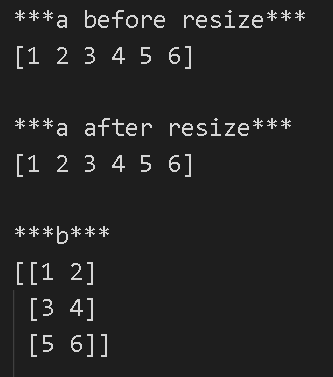 ***a before resize***
[1 2 3 4 5 6]
***a after resize***
[1 2 3 4 5 6]
***b***
[[1 2]
[3 4]
[5 6]]